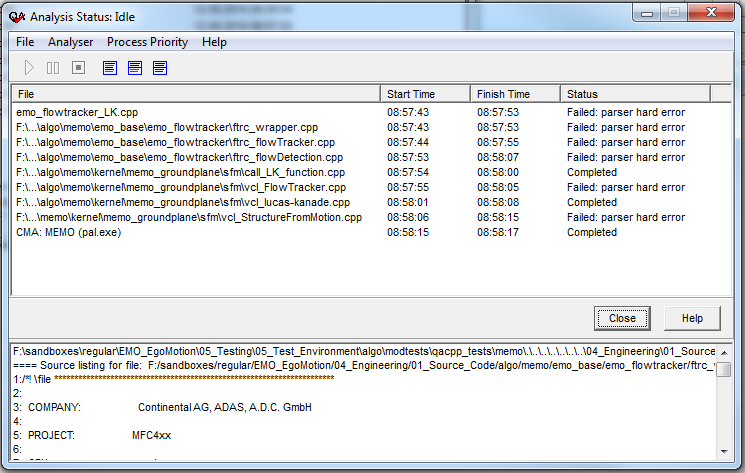 QA Analysis Status: Idle
File Analyser Process Priority Help
File Start Time Finish Time Status
emo_flowtracker_LK.cpp 08:57:43 08:57:53 Failed: parser hard error
F:\...\algo\memo\emo_base\emo_flowtracker\ftrc_wrapper.cpp 08:57:43 08:57:53 Failed: parser hard error
F:\...\algo\memo\emo_base\emo_flowtracker\ftrc_flowTracker.cpp 08:57:44 08:57:55 Failed: parser hard error
F:\...\algo\memo\emo_base\emo_flowtracker\ftrc_flowDetection.cpp 08:57:53 08:58:07 Failed: parser hard error
F:\...\algo\memo\kernel\memo_groundplane\sfm\call_LK_function.cpp 08:57:54 08:58:00 Completed
F:\...\algo\memo\kernel\memo_groundplane\sfm\vcl_FlowTracker.cpp 08:57:55 08:58:05 Failed: parser hard error
F:\...\algo\memo\kernel\memo_groundplane\sfm\vcl_lucas-kanade.cpp 08:58:01 08:58:08 Completed
F:\...\memo\kernel\memo_groundplane\sfm\vcl_StructureFromMotion.cpp 08:58:06 08:58:15 Failed: parser hard error
CMA: MEMO (pal.exe) 08:58:15 08:58:17 Completed
Close Help
F:\sandboxes\regular\EMO_EgoMotion\05_Testing\05_Test_Environment\algo\modtests\qacpp_tests\memo\.\..\..\..\..\..\..\04_Engineering\01_Source
==== Source listing for file: F:/sandboxes/regular/EMO_EgoMotion/04_Engineering/01_Source_Code/algo/memo/emo_base/emo_flowtracker/ftrc_
1:/*! \file **********************************************************************
2:
3: COMPANY: Continental AG, ADAS, A.D.C. GmbH
4:
5: PROJECT: MFC4xx
6: